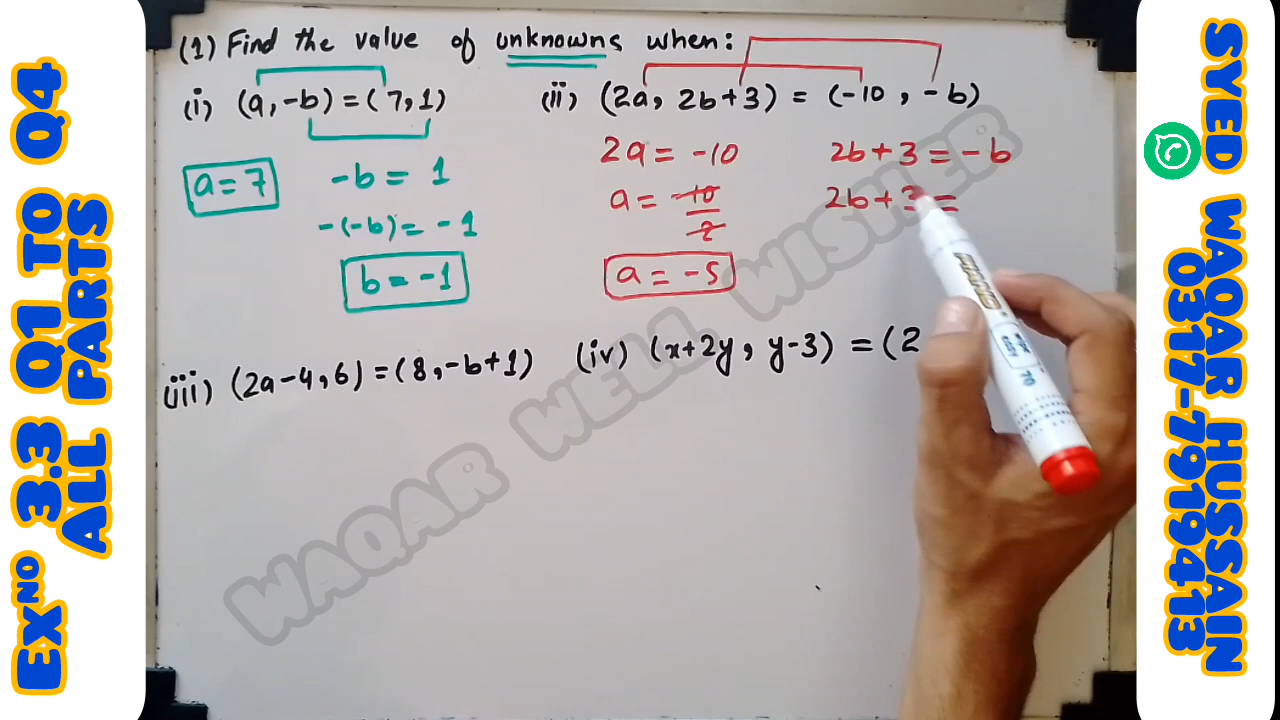 (1) Find the value of unknowns when:
(i) (a, -b) = (7, 1)
a = 7
-b = 1
-(-b) = -1
b = -1
(ii) (2a, 2b+3) = (-10, -b)
2a = -10
a = -10/2
a = -5
2b+3 = -b
2b+3 =
(iii) (2a-4, 6) = (8, -b+1)
(iv) (x+2y, y-3) = (2
EX NO 3.3 Q1 TO Q4
ALL PARTS
SYED WAQAR HUSSAIN
0317-7919413
WAQAR WELL WISHER